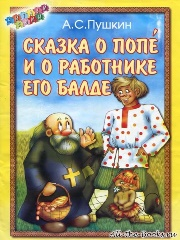 А.С.Пушкин
СКАЗКА О ПОПЕ́
И О РАБОТНИКЕ
ЕГО БАЛДЕ